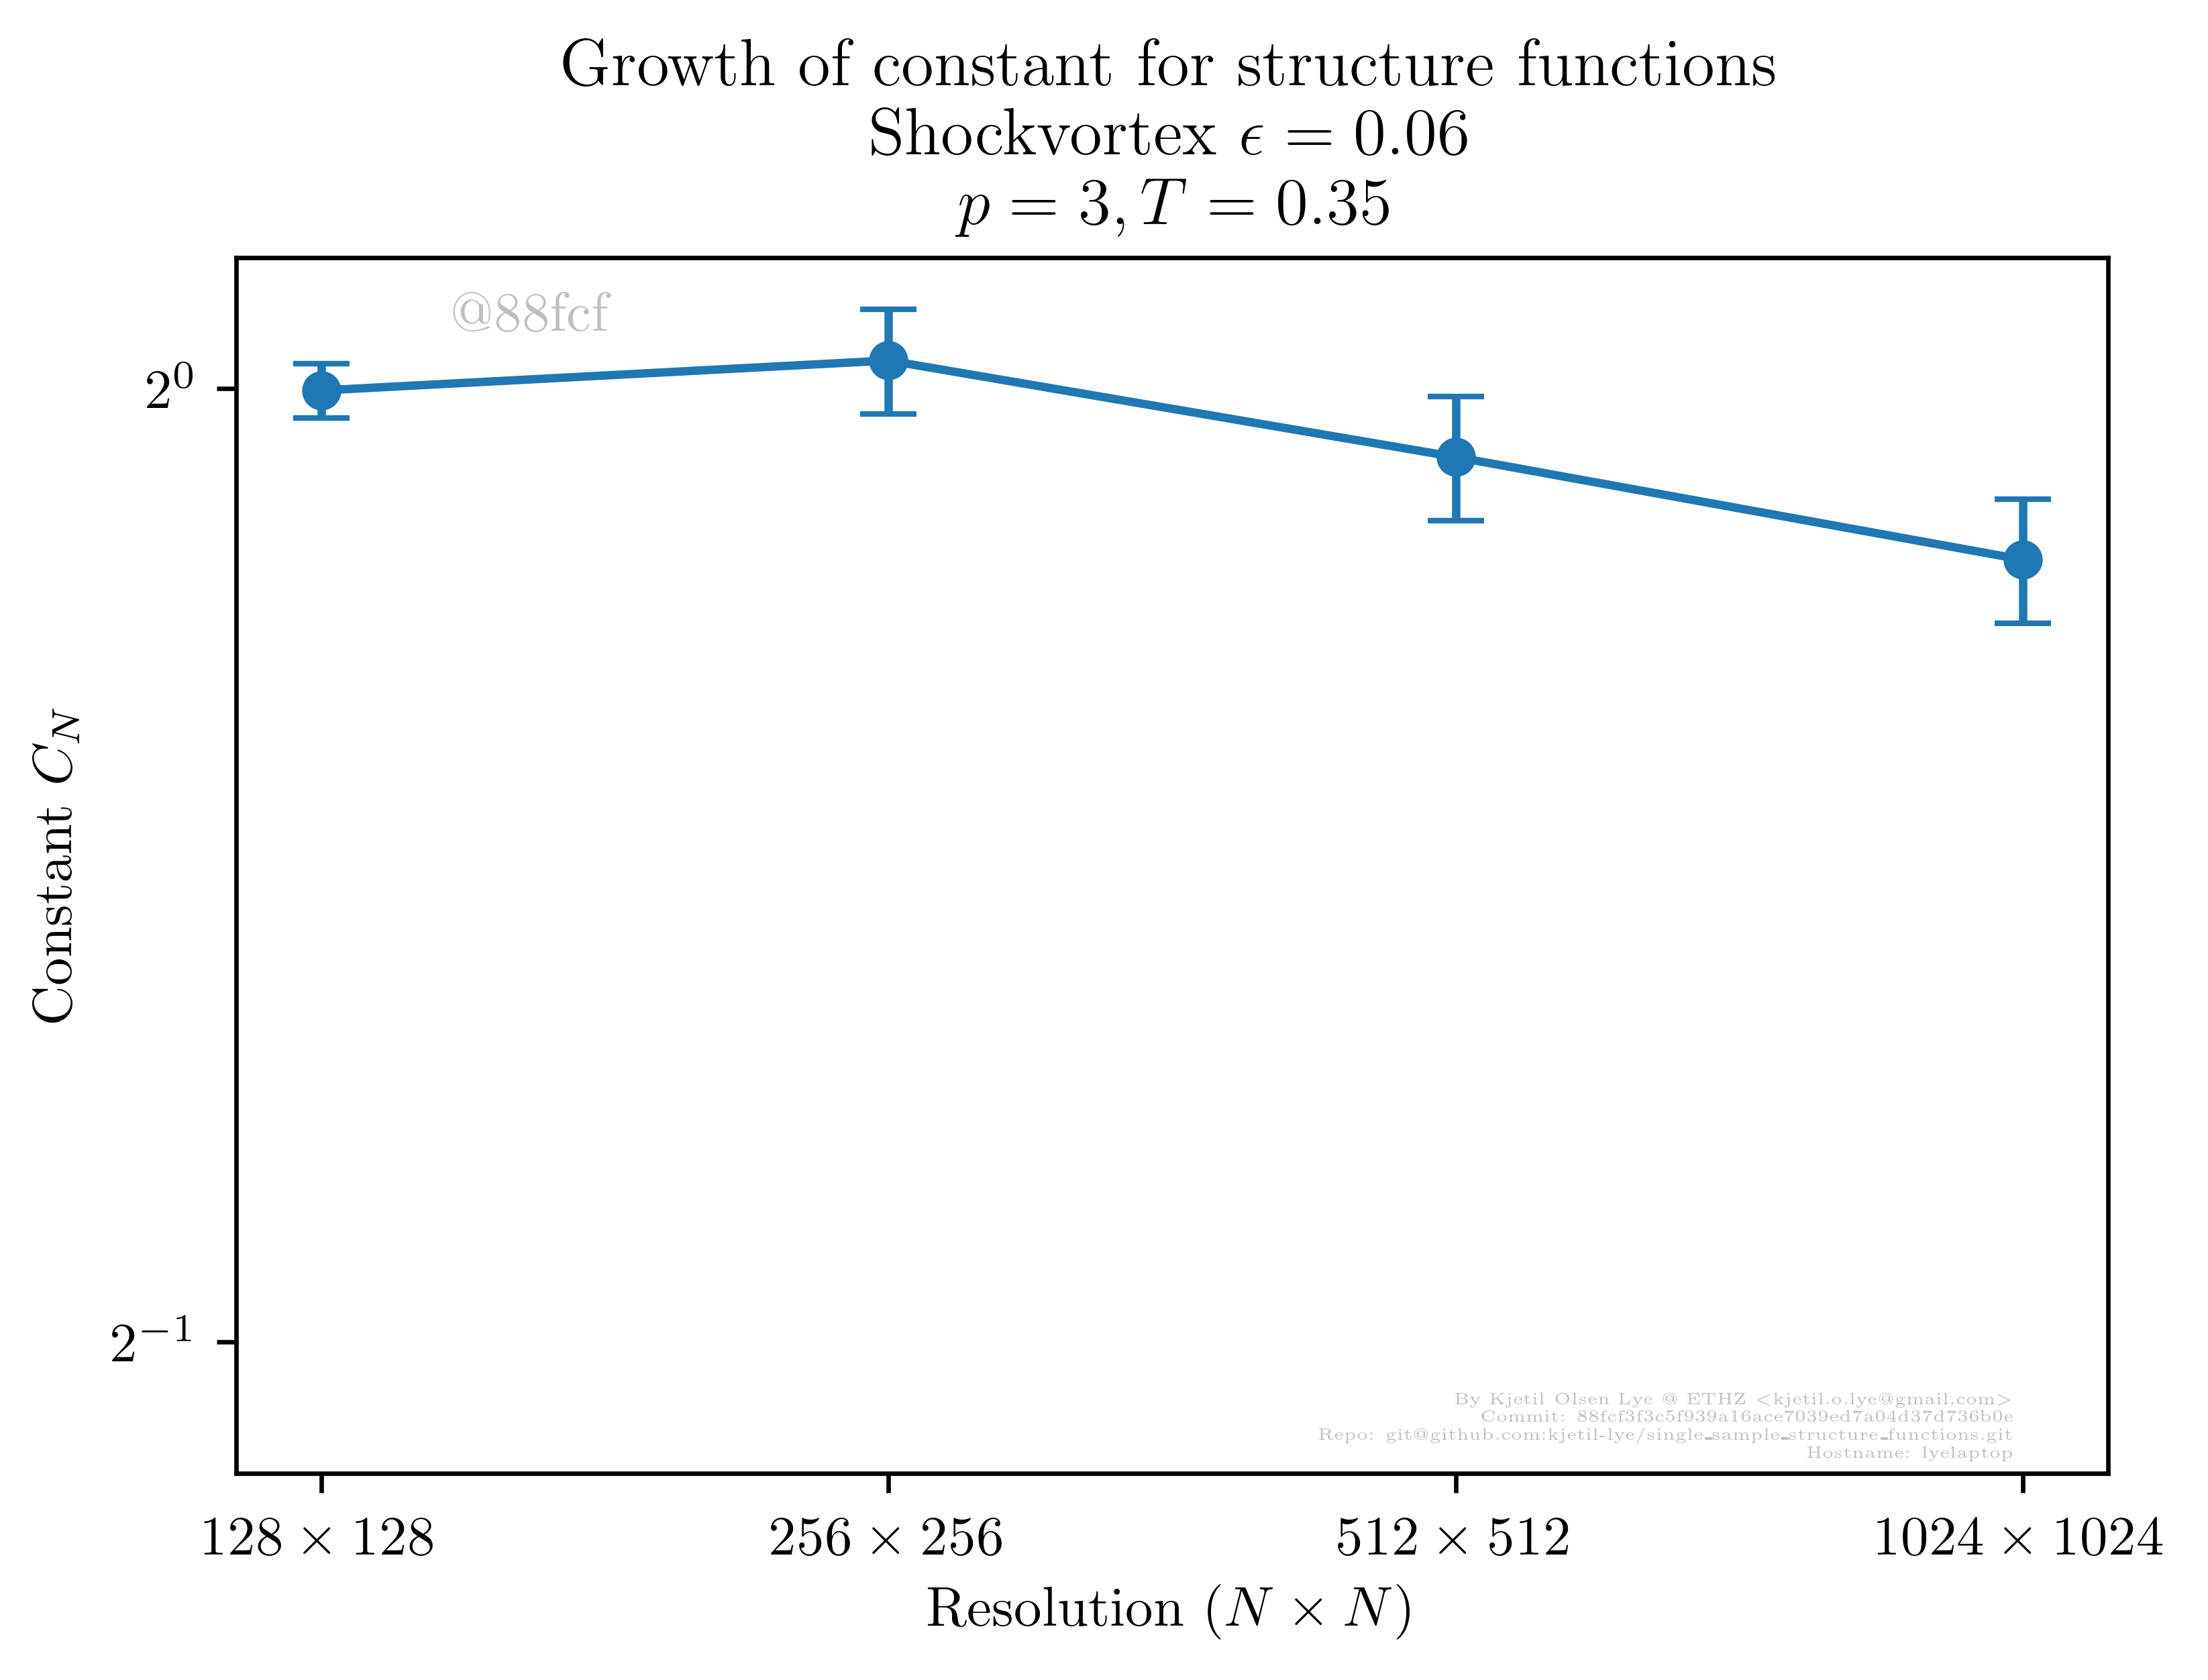 Growth of constant for structure functions
Shockvortex ϵ = 0.06
p = 3, T = 0.35
@88fcf
2⁰
Constant C_N
2⁻¹
By Kjetil Olsen Lye @ ETHZ <kjetil.o.lye@gmail.com>
Commit: 88fcf3f3c5f939a16ace7039ed7a04d37d736b0e
Repo: git@github.com:kjetil-lye/single_sample_structure_functions.git
Hostname: lyelaptop
128 × 128 256 × 256 512 × 512 1024 × 1024
Resolution (N × N)